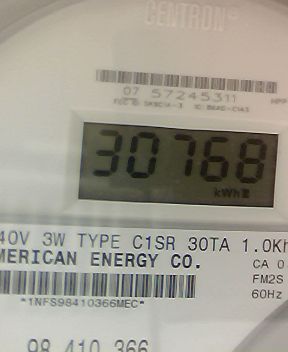 CENTRON®
07 57245311
30768
kWh
40V 3W TYPE C1SR 30TA 1.0Kh
MERICAN ENERGY CO.
CA 0
FM2S
60Hz
*1NFS98410366MEC*
98 410 366